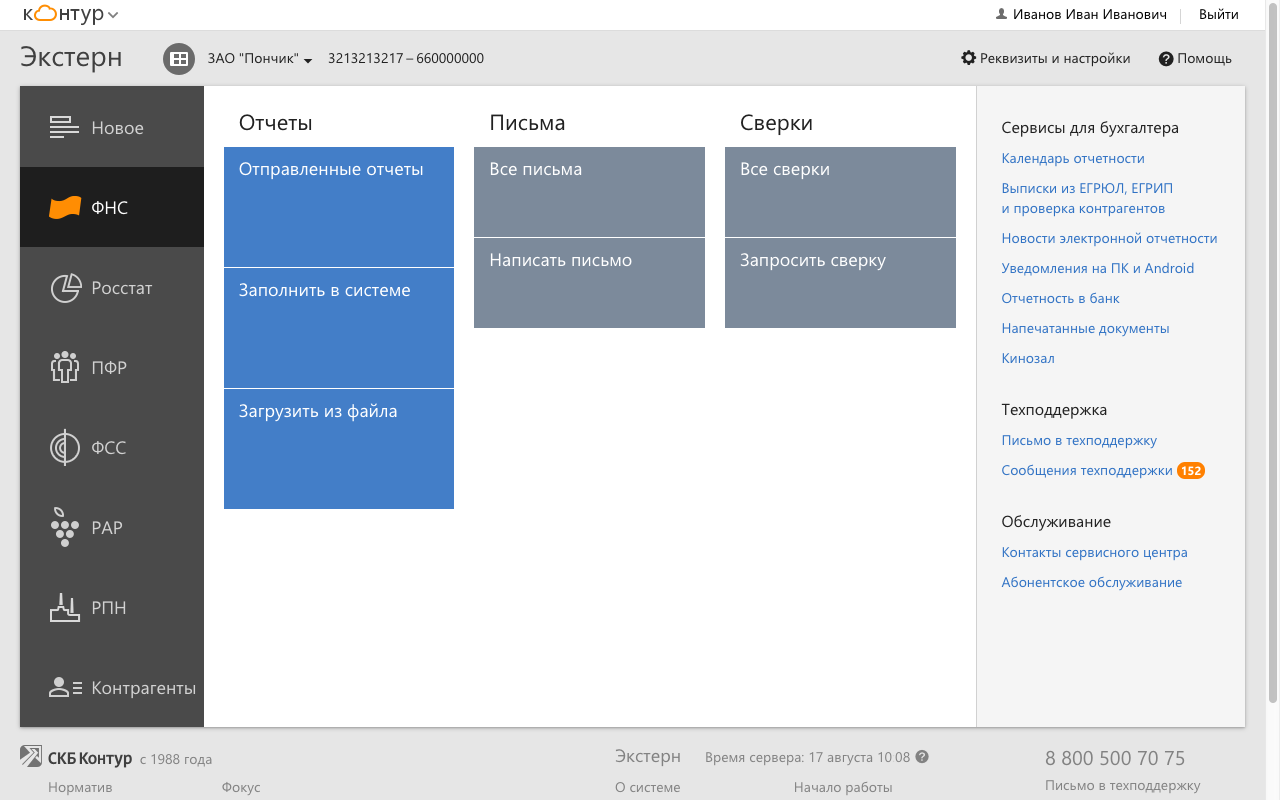 контур
Иванов Иван Иванович
Выйти
Экстерн
ЗАО "Пончик"
3213213217 – 660000000
Реквизиты и настройки
Помощь
Новое
ФНС
Росстат
ПФР
ФСС
РАР
РПН
Контрагенты
Отчеты
Отправленные отчеты
Заполнить в системе
Загрузить из файла
Письма
Все письма
Написать письмо
Сверки
Все сверки
Запросить сверку
Сервисы для бухгалтера
Календарь отчетности
Выписки из ЕГРЮЛ, ЕГРИП
и проверка контрагентов
Новости электронной отчетности
Уведомления на ПК и Android
Отчетность в банк
Напечатанные документы
Кинозал
Техподдержка
Письмо в техподдержку
Сообщения техподдержки 152
Обслуживание
Контакты сервисного центра
Абонентское обслуживание
СКБ Контур с 1988 года
Норматив
Фокус
Экстерн
Время сервера: 17 августа 10:08
О системе
Начало работы
8 800 500 70 75
Письмо в техподдержку